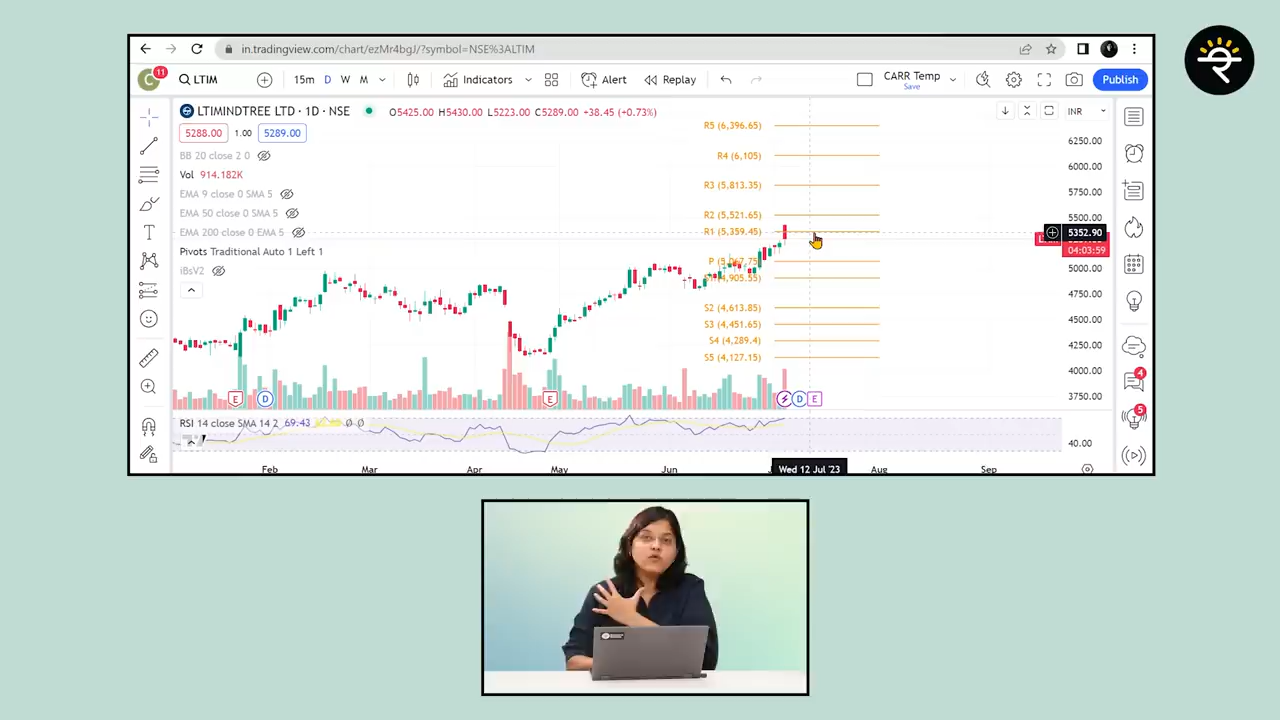 in.tradingview.com/chart/ezMr4bgJ/?symbol=NSE%3ALTIM
11
C
LTIM
15m D W M
Indicators
Alert
Replay
CARR Temp
Save
Publish
LTIMINDTREE LTD · 1D · NSE
O5425.00 H5430.00 L5223.00 C5289.00 +38.45 (+0.73%)
INR
5288.00 1.00 5289.00
BB 20 close 2 0
Vol 914.182K
EMA 9 close 0 SMA 5
EMA 50 close 0 SMA 5
EMA 200 close 0 EMA 5
Pivots Traditional Auto 1 Left 1
iBsV2
R5 (6,396.65)
R4 (6,105)
R3 (5,813.35)
R2 (5,521.65)
R1 (5,359.45)
S2 (4,613.85)
S3 (4,451.65)
S4 (4,289.4)
S5 (4,127.15)
6250.00
6000.00
5750.00
5500.00
5352.90
04:03:59
5000.00
4750.00
4500.00
4250.00
4000.00
3750.00
E D E D E
RSI 14 close SMA 14 2 69.43
40.00
Feb Mar Apr May Jun Wed 12 Jul '23 Aug Sep
4
5